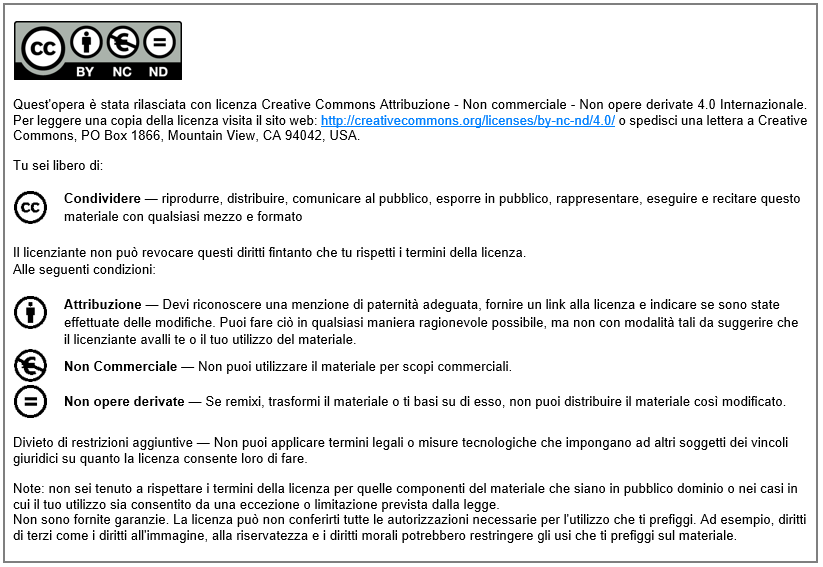 cc
BY NC ND
Quest'opera è stata rilasciata con licenza Creative Commons Attribuzione - Non commerciale - Non opere derivate 4.0 Internazionale.
Per leggere una copia della licenza visita il sito web: http://creativecommons.org/licenses/by-nc-nd/4.0/ o spedisci una lettera a Creative
Commons, PO Box 1866, Mountain View, CA 94042, USA.
Tu sei libero di:
cc
Condividere — riprodurre, distribuire, comunicare al pubblico, esporre in pubblico, rappresentare, eseguire e recitare questo
materiale con qualsiasi mezzo e formato
Il licenziante non può revocare questi diritti fintanto che tu rispetti i termini della licenza.
Alle seguenti condizioni:
Attribuzione — Devi riconoscere una menzione di paternità adeguata, fornire un link alla licenza e indicare se sono state
effettuate delle modifiche. Puoi fare ciò in qualsiasi maniera ragionevole possibile, ma non con modalità tali da suggerire che
il licenziante avalli te o il tuo utilizzo del materiale.
Non Commerciale — Non puoi utilizzare il materiale per scopi commerciali.
Non opere derivate — Se remixi, trasformi il materiale o ti basi su di esso, non puoi distribuire il materiale così modificato.
Divieto di restrizioni aggiuntive — Non puoi applicare termini legali o misure tecnologiche che impongano ad altri soggetti dei vincoli
giuridici su quanto la licenza consente loro di fare.
Note: non sei tenuto a rispettare i termini della licenza per quelle componenti del materiale che siano in pubblico dominio o nei casi in
cui il tuo utilizzo sia consentito da una eccezione o limitazione prevista dalla legge.
Non sono fornite garanzie. La licenza può non conferirti tutte le autorizzazioni necessarie per l'utilizzo che ti prefiggi. Ad esempio, diritti
di terzi come i diritti all'immagine, alla riservatezza e i diritti morali potrebbero restringere gli usi che ti prefiggi sul materiale.